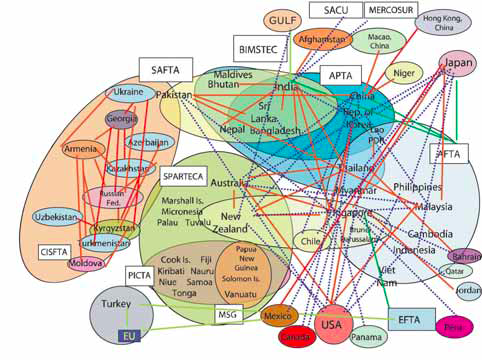 GULF
SACU
MERCOSUR
Hong Kong,
China
BIMSTEC
Afghanistan
Macao,
China
Japan
SAFTA
Maldives
Bhutan
India
APTA
Niger
Ukraine
Pakistan
China
Georgia
Sri
Lanka
Nepal
Bangladesh
Rep. of
Korea
Lao
PDR
Azerbaijan
Armenia
AFTA
Kazakhstan
Thailand
SPARTECA
Australia
Myanmar
Philippines
Russian
Fed.
Marshall Is.
Micronesia
Palau Tuvalu
New
Zealand
Singapore
Malaysia
Uzbekistan
Kyrgyzstan
Turkmenistan
Chile
Brunei
Darussalam
Cambodia
Indonesia
CISFTA
Moldova
PICTA
Cook Is. Fiji
Kiribati Nauru
Niue Samoa
Tonga
Papua
New
Guinea
Solomon Is.
Vanuatu
Viet
Nam
Bahrain
Qatar
Jordan
Turkey
MSG
Mexico
USA
EFTA
EU
Canada
Panama
Peru